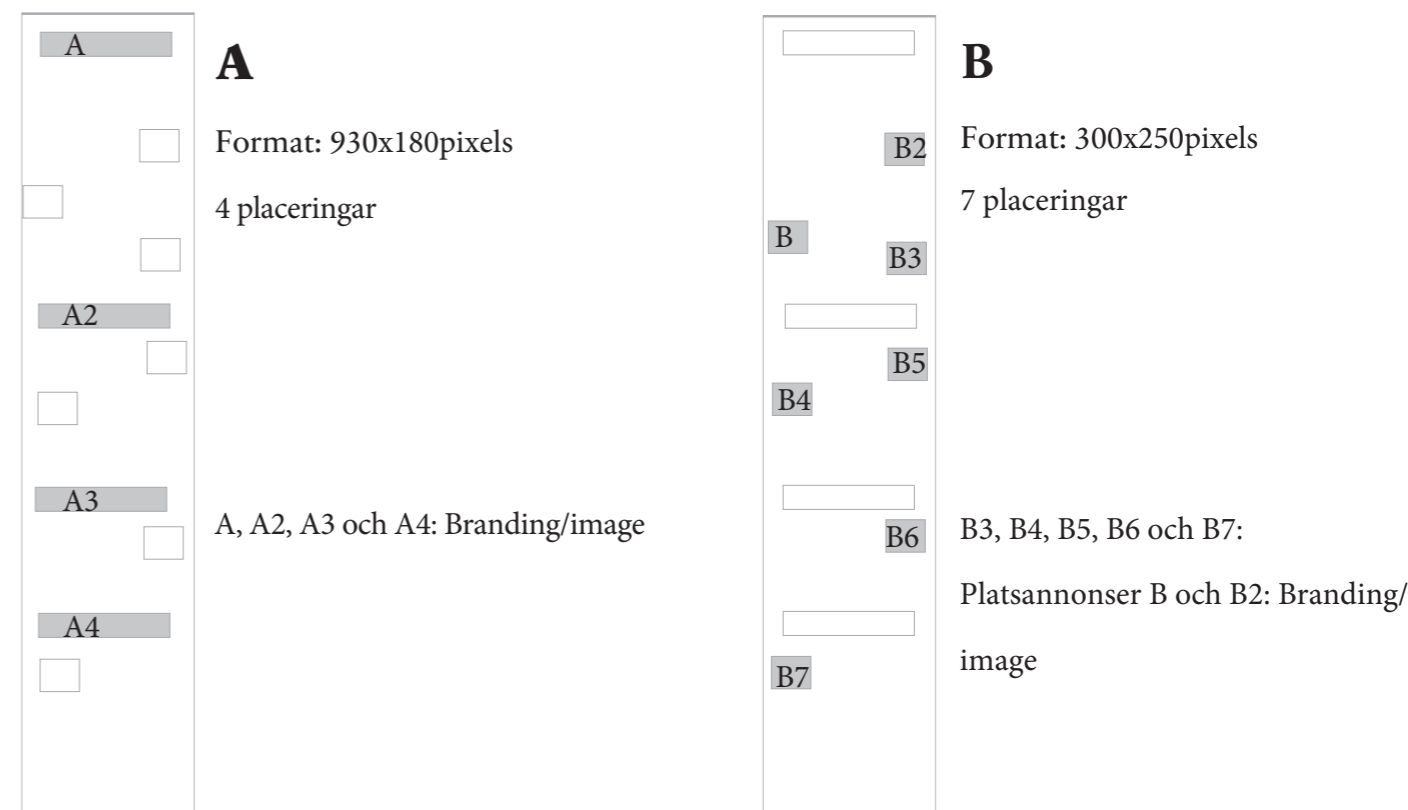 A
A2
A3
A4
A
Format: 930x180pixels
4 placeringar
A, A2, A3 och A4: Branding/image
B2
B
B3
B5
B4
B6
B7
B
Format: 300x250pixels
7 placeringar
B3, B4, B5, B6 och B7:
Platsannonser B och B2: Branding/
image